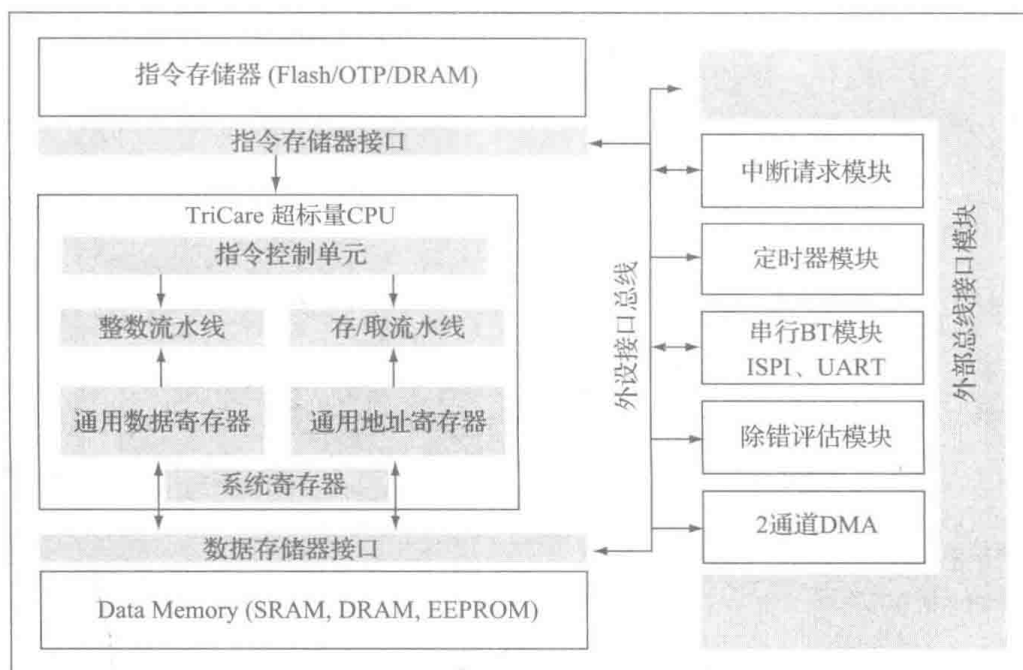 指令存储器 (Flash/OTP/DRAM)
指令存储器接口
TriCare 超标量CPU
指令控制单元
整数流水线
存/取流水线
通用数据寄存器
通用地址寄存器
系统寄存器
数据存储器接口
Data Memory (SRAM, DRAM, EEPROM)
外设接口总线
中断请求模块
定时器模块
串行BT模块
ISPI、UART
除错评估模块
2通道DMA
外部总线接口模块